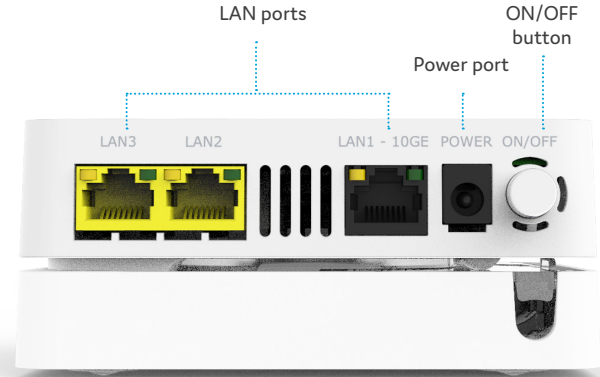 LAN ports
ON/OFF
button
Power port
LAN3
LAN2
LAN1 - 10GE
POWER
ON/OFF